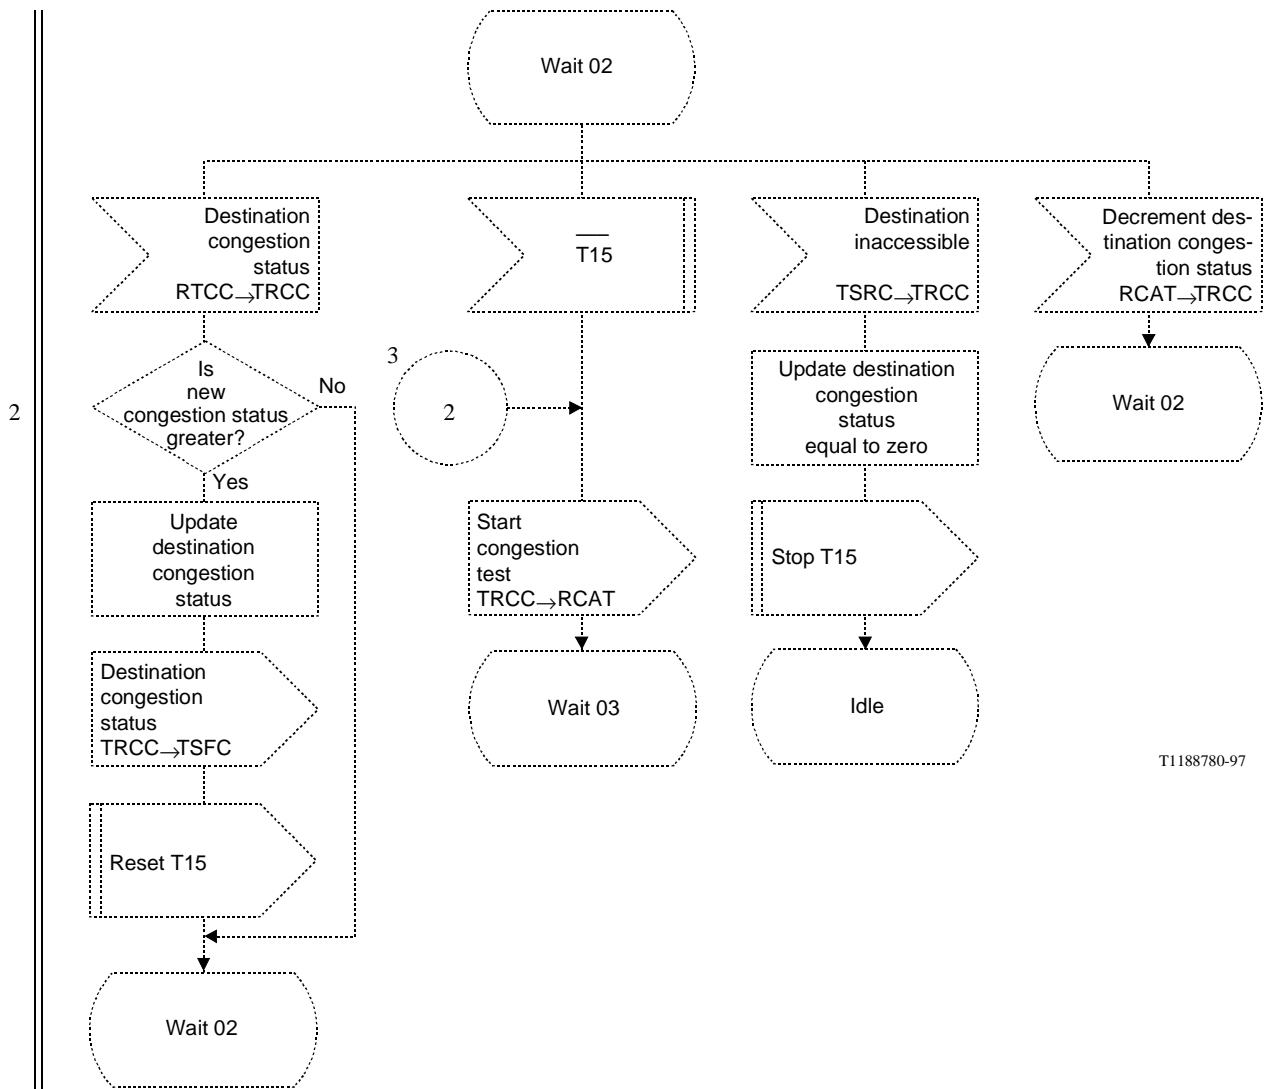 Wait 02
Destination
congestion
status
RTCC→TRCC
T15
Destination
inaccessible
TSRC→TRCC
Decrement des-
tination conges-
tion status
RCAT→TRCC
Is
new
congestion status
greater?
No
Yes
3
2
2
Update destination
congestion
status
equal to zero
Wait 02
Update
destination
congestion
status
Start
congestion
test
TRCC→RCAT
Stop T15
Destination
congestion
status
TRCC→TSFC
Wait 03
Idle
T1188780-97
Reset T15
Wait 02